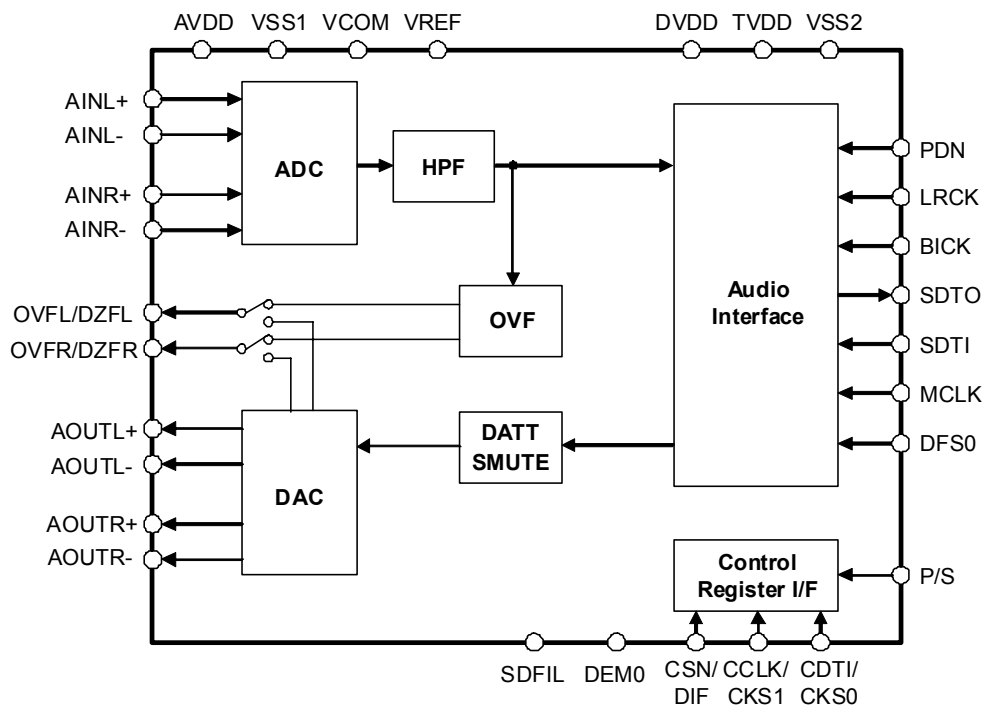 AVDD VSS1 VCOM VREF DVDD TVDD VSS2
AINL+
AINL-
AINR+
AINR-
ADC
HPF
OVFL/DZFL
OVFR/DZFR
OVF
Audio
Interface
PDN
LRCK
BICK
SDTO
SDTI
MCLK
DFS0
AOUTL+
AOUTL-
AOUTR+
AOUTR-
DAC
DATT
SMUTE
Control
Register I/F
P/S
SDFIL
DEM0
CSN/
DIF
CCLK/
CKS1
CDTI/
CKS0